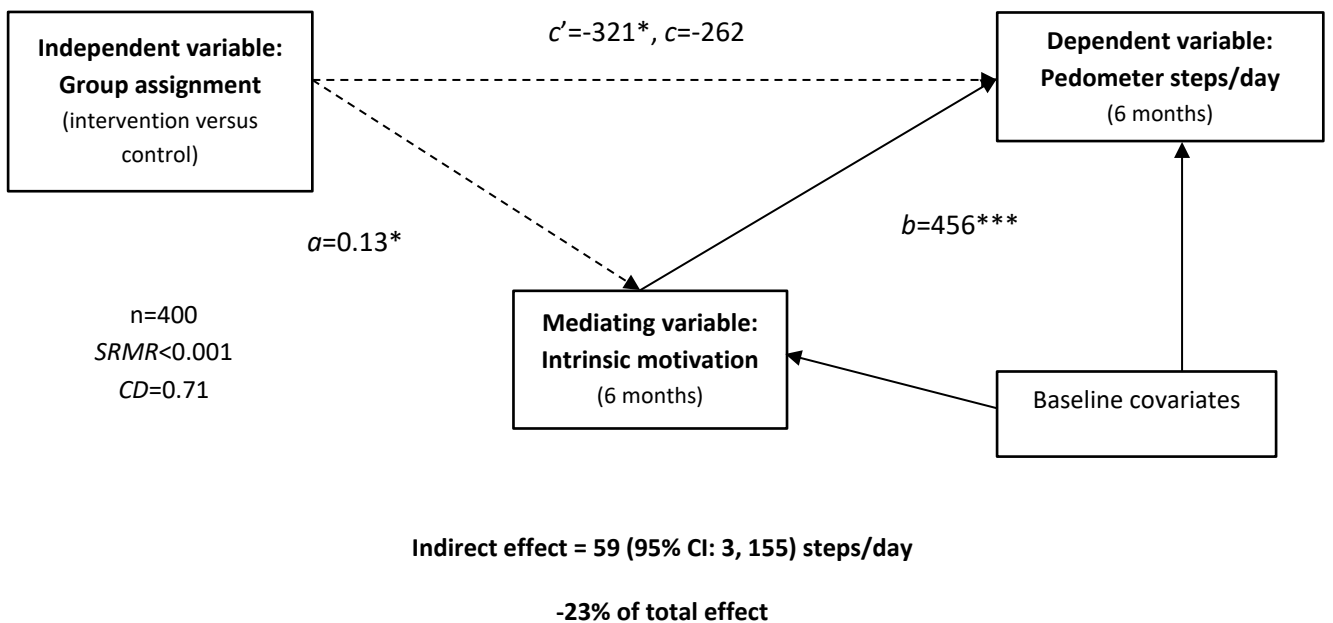 Independent variable:
Group assignment
(intervention versus
control)
c’=-321*, c=-262
Dependent variable:
Pedometer steps/day
(6 months)
a=0.13*
b=456***
n=400
SRMR<0.001
CD=0.71
Mediating variable:
Intrinsic motivation
(6 months)
Baseline covariates
Indirect effect = 59 (95% CI: 3, 155) steps/day
-23% of total effect